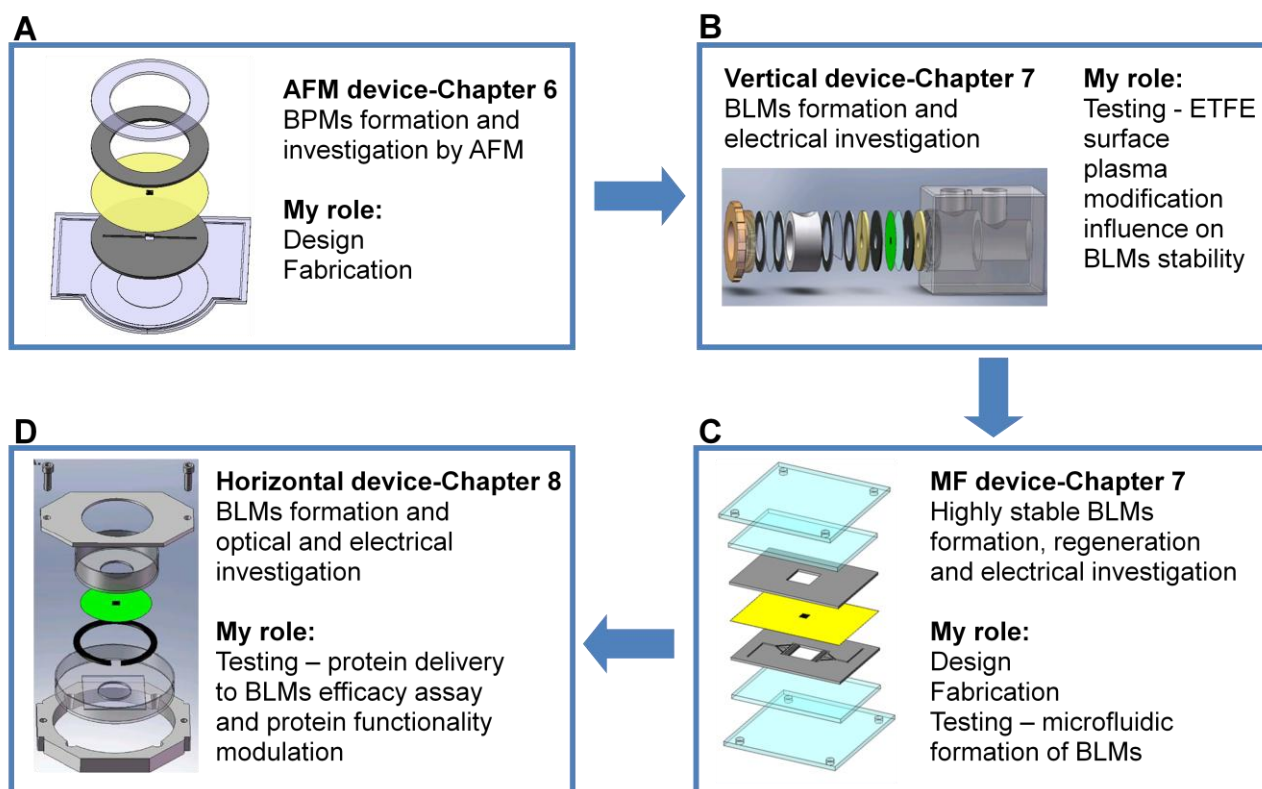 A
AFM device-Chapter 6
BPMs formation and
investigation by AFM
My role:
Design
Fabrication
B
Vertical device-Chapter 7
BLMs formation and
electrical investigation
My role:
Testing - ETFE
surface
plasma
modification
influence on
BLMs stability
D
Horizontal device-Chapter 8
BLMs formation and
optical and electrical
investigation
My role:
Testing – protein delivery
to BLMs efficacy assay
and protein functionality
modulation
C
MF device-Chapter 7
Highly stable BLMs
formation, regeneration
and electrical investigation
My role:
Design
Fabrication
Testing – microfluidic
formation of BLMs